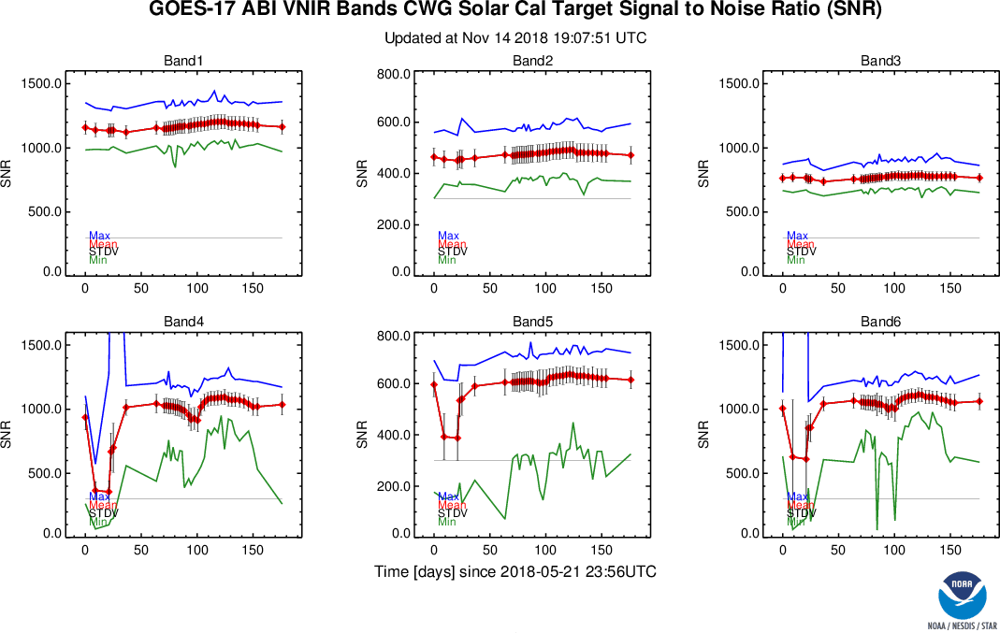 GOES-17 ABI VNIR Bands CWG Solar Cal Target Signal to Noise Ratio (SNR)
Updated at Nov 14 2018 19:07:51 UTC
Band1
1500.0
1000.0
500.0
0.0
SNR
Max
Mean
STDV
Min
0 50 100 150
Band2
800.0
600.0
400.0
200.0
0.0
SNR
Max
Mean
STDV
Min
0 50 100 150
Band3
1500.0
1000.0
500.0
0.0
SNR
Max
Mean
STDV
Min
0 50 100 150
Band4
1500.0
1000.0
500.0
0.0
SNR
Max
Mean
STDV
Min
0 50 100 150
Band5
800.0
600.0
400.0
200.0
0.0
SNR
Max
Mean
STDV
Min
0 50 100 150
Band6
1500.0
1000.0
500.0
0.0
SNR
Max
Mean
STDV
Min
0 50 100 150
Time [days] since 2018-05-21 23:56UTC
NOAA
NOAA / NESDIS / STAR